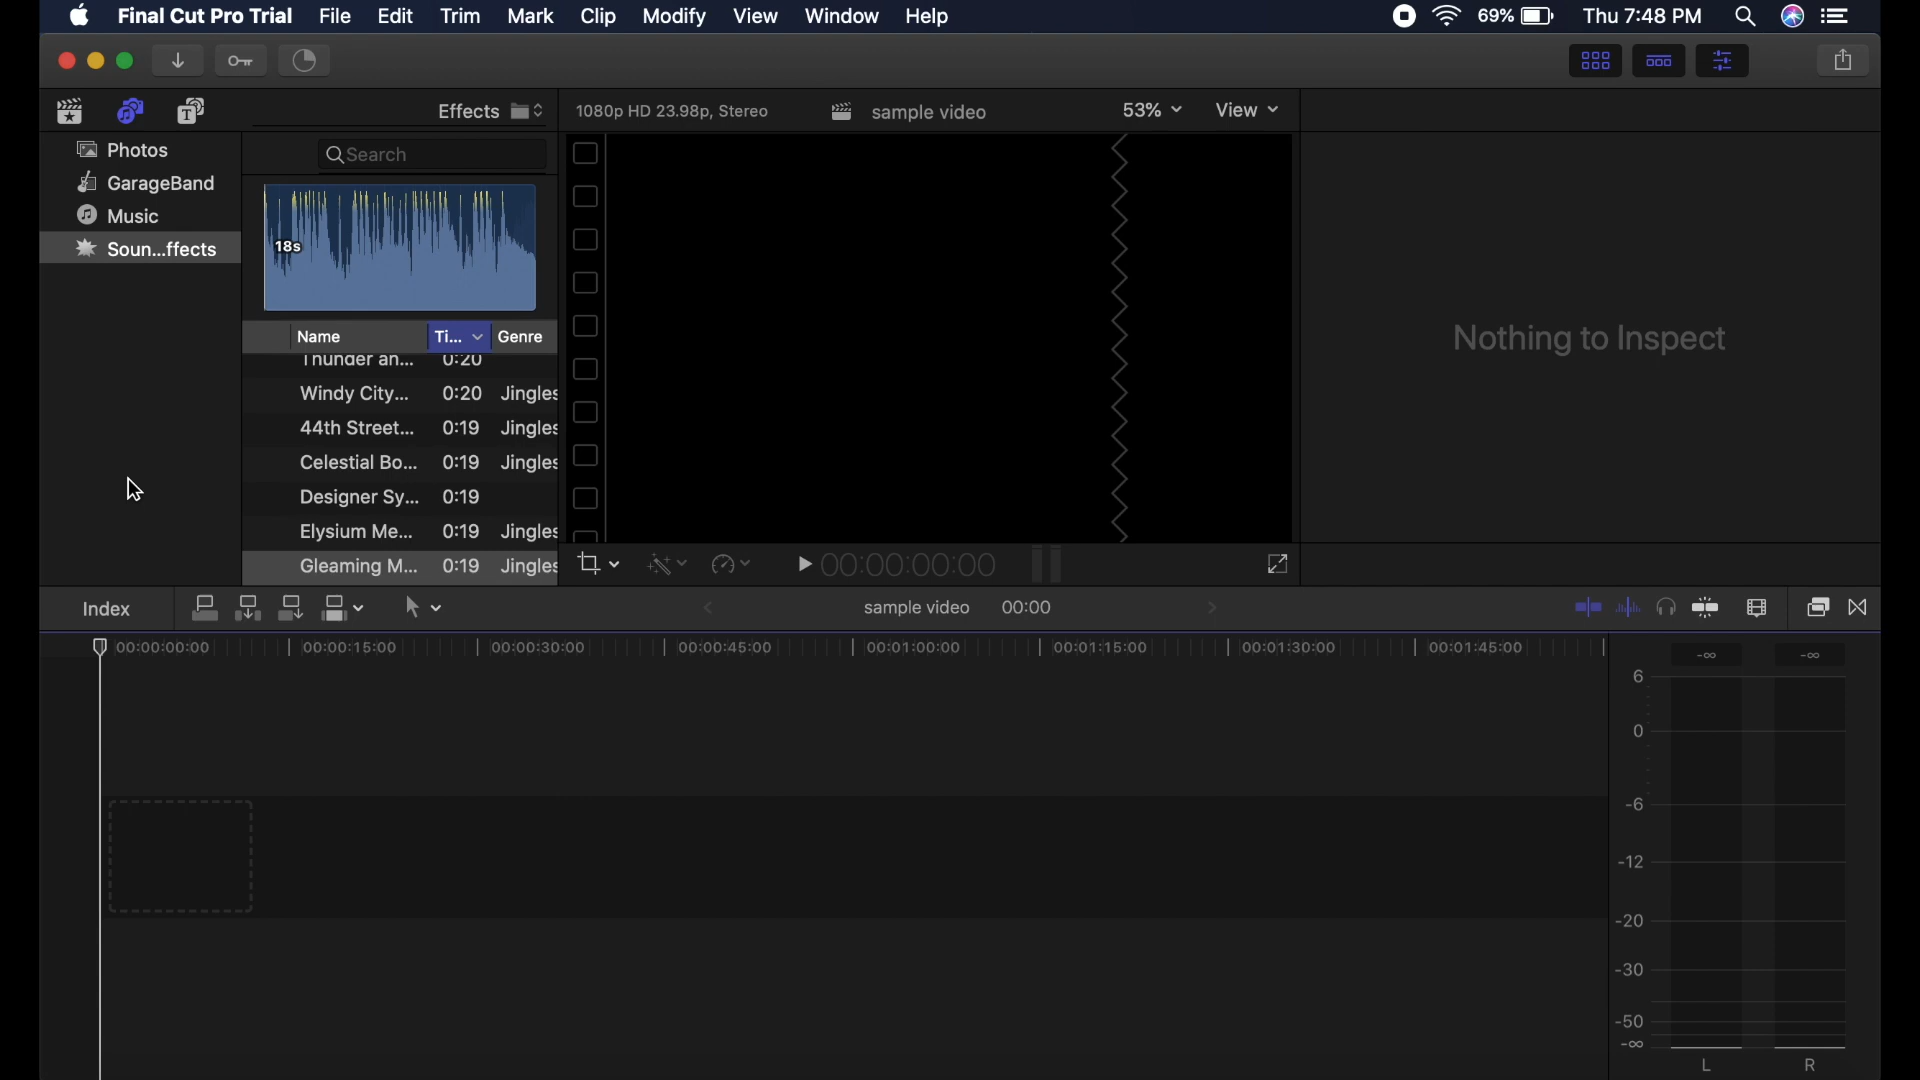 Final Cut Pro Trial File Edit Trim Mark Clip Modify View Window Help 69% Thu 7:48 PM
Effects 1080p HD 23.98p, Stereo sample video 53% View
Photos
GarageBand
Music
Soun...ffects
Search
18s
Name Ti... Genre
Thunder an... 0:20
Windy City... 0:20 Jingles
44th Street... 0:19 Jingles
Celestial Bo... 0:19 Jingles
Designer Sy... 0:19
Elysium Me... 0:19 Jingles
Gleaming M... 0:19 Jingles
Nothing to Inspect
00:00:00:00
Index sample video 00:00
00:00:00:00 00:00:15:00 00:00:30:00 00:00:45:00 00:01:00:00 00:01:15:00 00:01:30:00 00:01:45:00
-∞ -∞
6
0
-6
-12
-20
-30
-50
-∞
L R